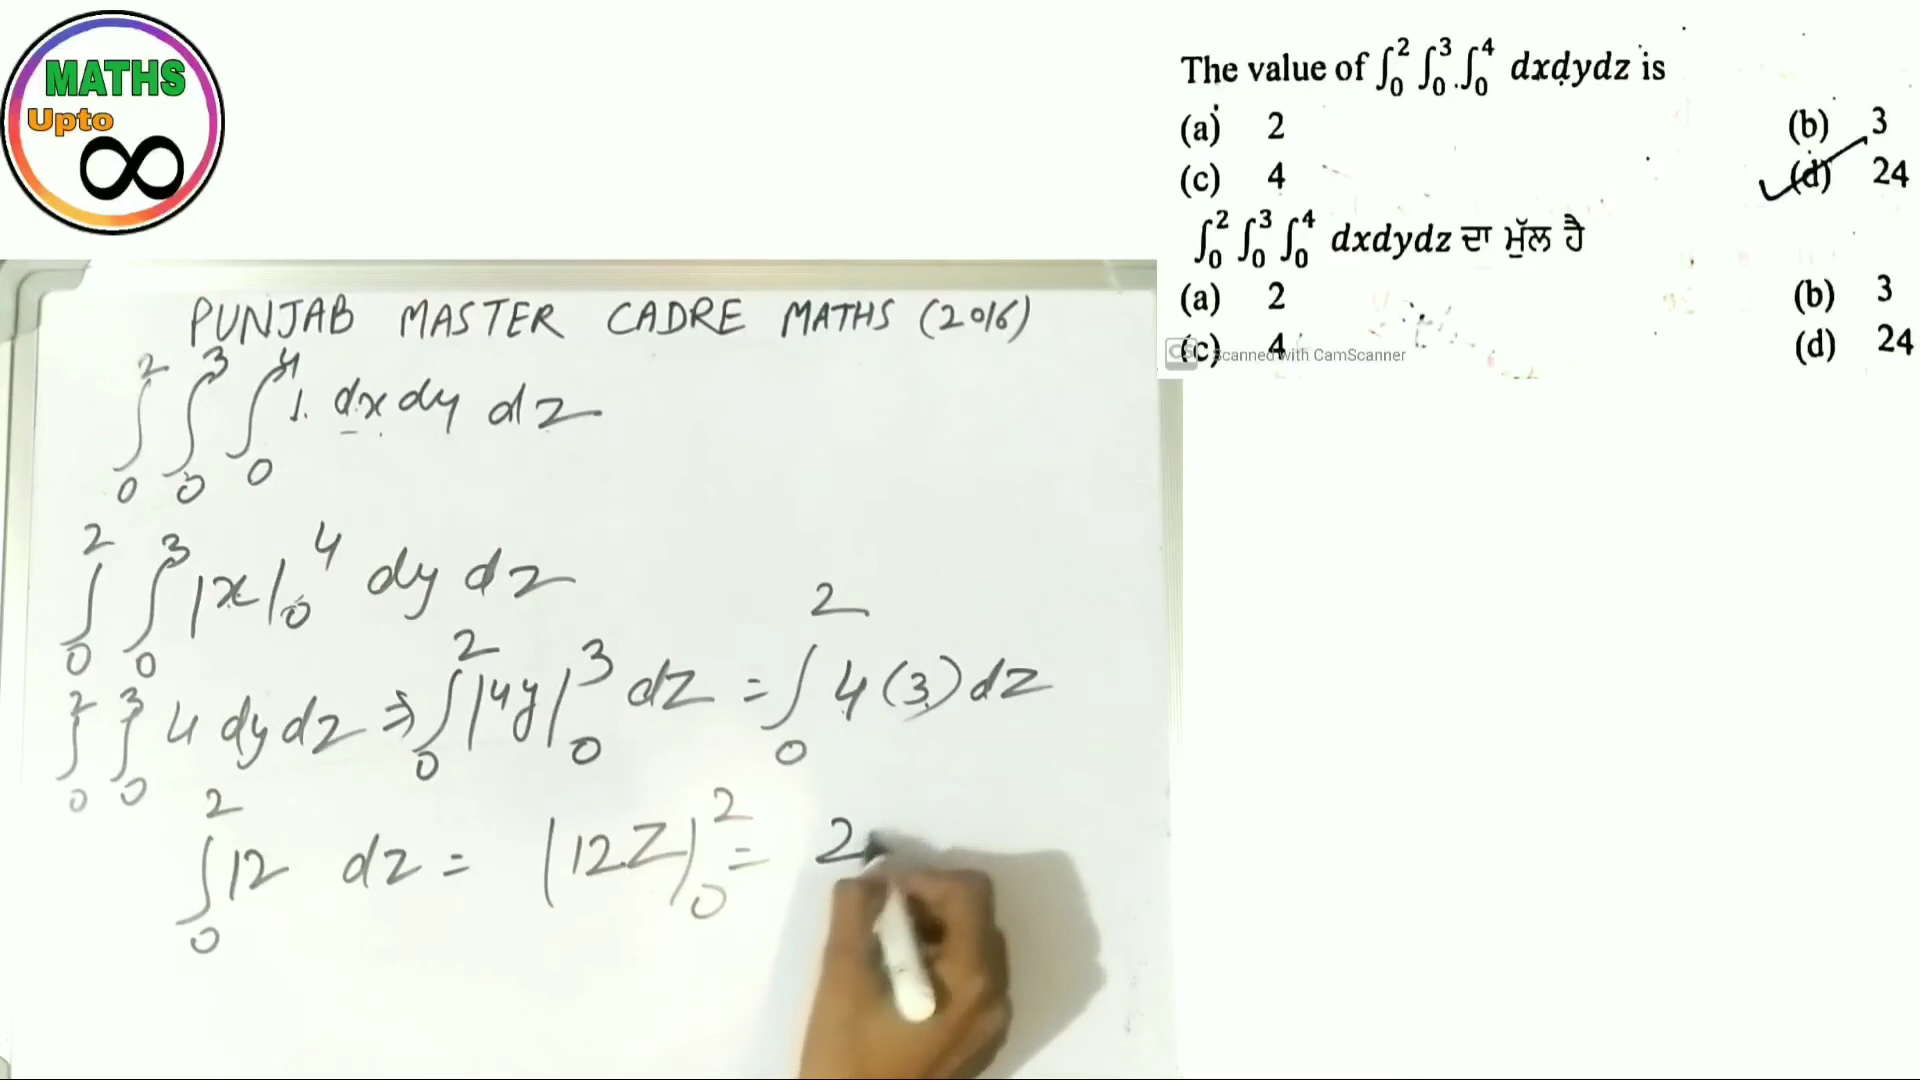 MATHS
Upto
∞
The value of ∫₀² ∫₀³ ∫₀⁴ dxdydz is
(a) 2 (b) 3
(c) 4 (d) 24
∫₀² ∫₀³ ∫₀⁴ dxdydz ਦਾ ਮੁੱਲ ਹੈ
(a) 2 (b) 3
(c) 4 (d) 24
CS Scanned with CamScanner
PUNJAB MASTER CADRE MATHS (2016)
∫₀² ∫₀³ ∫₀⁴ 1. dx dy dz
∫₀² ∫₀³ |x|₀⁴ dy dz
∫₀² ∫₀³ 4 dy dz ⇒ ∫₀² |4y|₀³ dz = ∫₀² 4(3) dz
∫₀² 12 dz = |12Z|₀² = 2